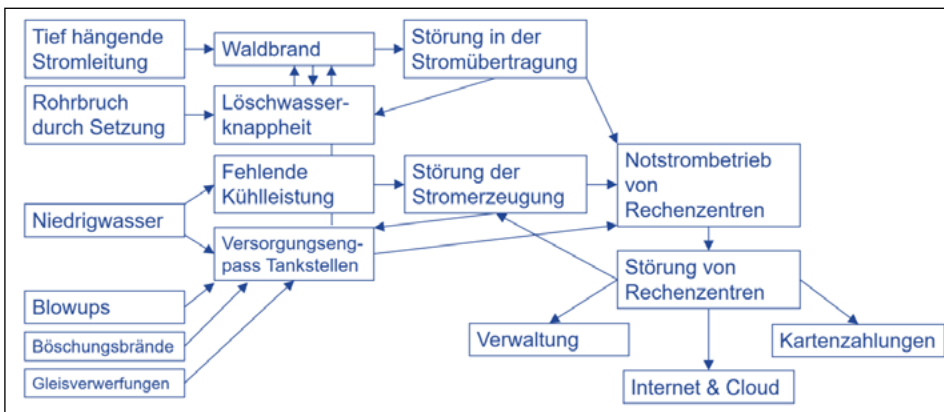 Tief hängende
Stromleitung
Waldbrand
Störung in der
Stromübertragung
Rohrbruch
durch Setzung
Löschwasser-
knappheit
Fehlende
Kühlleistung
Störung der
Stromerzeugung
Notstrombetrieb
von
Rechenzentren
Niedrigwasser
Versorgungseng-
pass Tankstellen
Störung von
Rechenzentren
Blowups
Böschungsbrände
Verwaltung
Kartenzahlungen
Gleisverwerfungen
Internet & Cloud